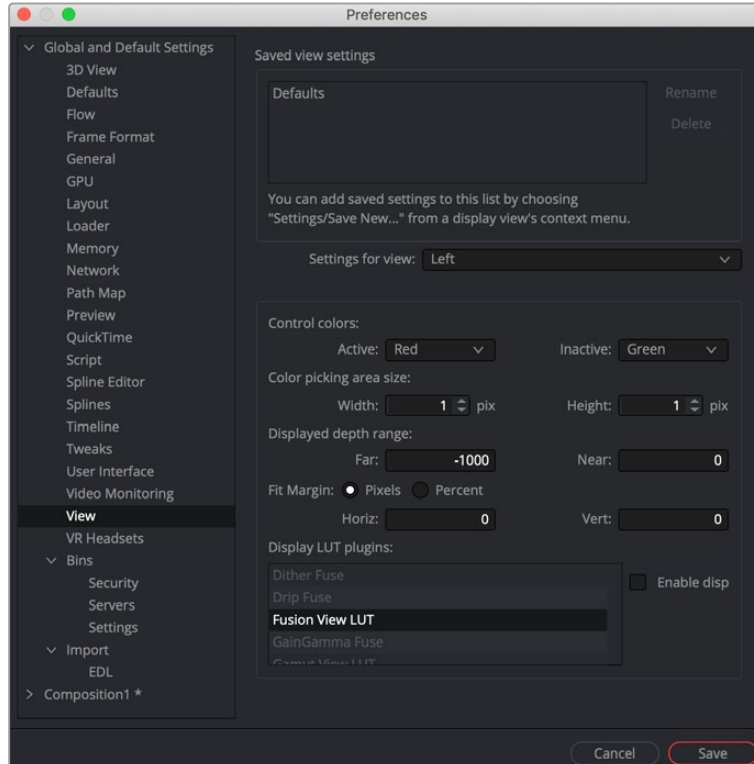 Preferences
Global and Default Settings
3D View
Defaults
Flow
Frame Format
General
GPU
Layout
Loader
Memory
Network
Path Map
Preview
QuickTime
Script
Spline Editor
Splines
Timeline
Tweaks
User Interface
Video Monitoring
View
VR Headsets
Bins
Security
Servers
Settings
Import
EDL
Composition1 *
Saved view settings
Defaults
Rename
Delete
You can add saved settings to this list by choosing
"Settings/Save New..." from a display view's context menu.
Settings for view: Left
Control colors:
Active: Red Inactive: Green
Color picking area size:
Width: 1 pix Height: 1 pix
Displayed depth range:
Far: -1000 Near: 0
Fit Margin: Pixels Percent
Horiz: 0 Vert: 0
Display LUT plugins:
Dither Fuse
Enable disp
Drip Fuse
Fusion View LUT
GainGamma Fuse
Gamut View LUT
Cancel Save